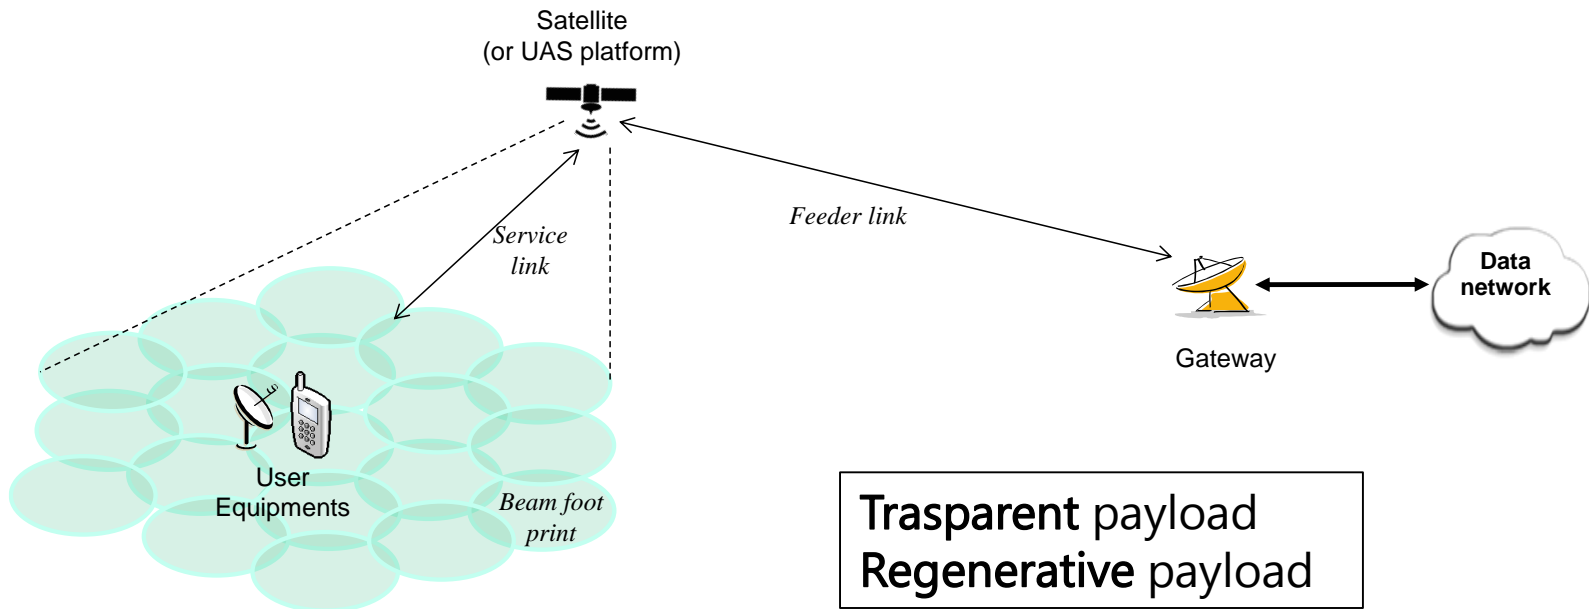 Satellite
(or UAS platform)
Feeder link
Service
link
Data
network
Gateway
User
Equipments
Beam foot
print
Trasparent payload
Regenerative payload